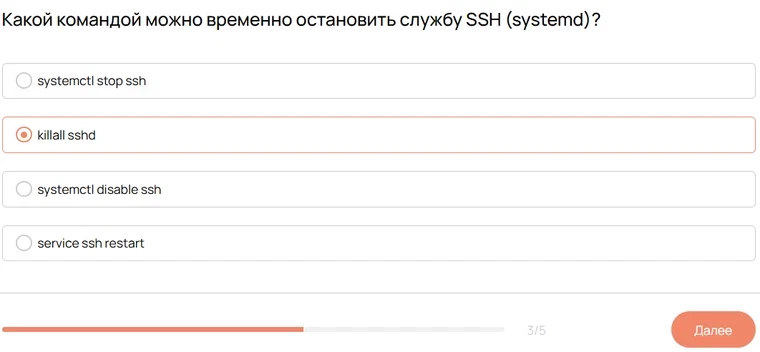 Какой командой можно временно остановить службу SSH (systemd)?
systemctl stop ssh
killall sshd
systemctl disable ssh
service ssh restart
3/5
Далее